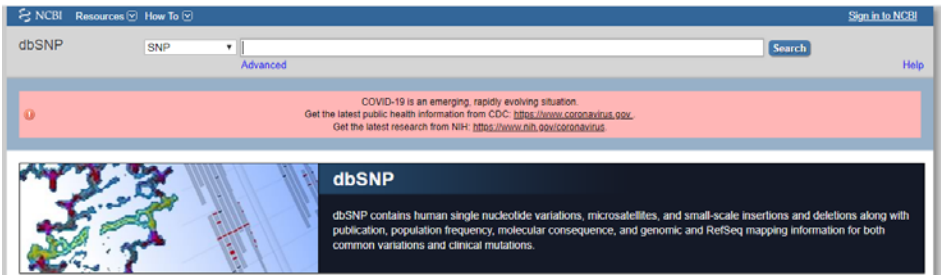 NCBI Resources How To Sign in to NCBI
dbSNP SNP Search
Advanced Help
COVID-19 is an emerging, rapidly evolving situation.
Get the latest public health information from CDC: https://www.coronavirus.gov .
Get the latest research from NIH: https://www.nih.gov/coronavirus.
dbSNP
dbSNP contains human single nucleotide variations, microsatellites, and small-scale insertions and deletions along with
publication, population frequency, molecular consequence, and genomic and RefSeq mapping information for both
common variations and clinical mutations.